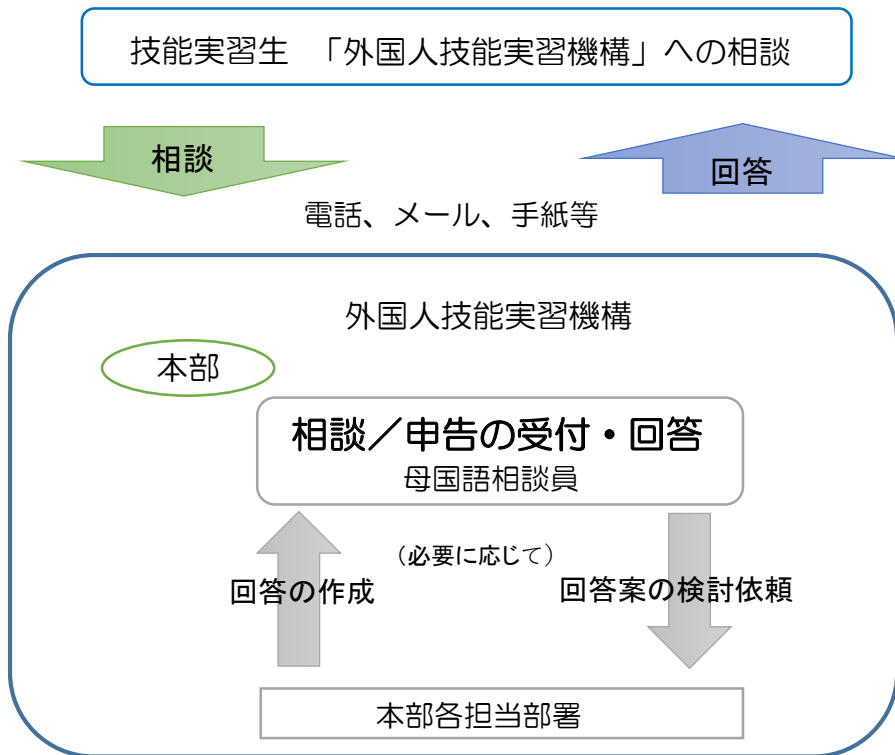 技能実習生　「外国人技能実習機構」への相談
相談
回答
電話、メール、手紙等
外国人技能実習機構
本部
相談／申告の受付・回答
母国語相談員
（必要に応じて）
回答の作成
回答案の検討依頼
本部各担当部署